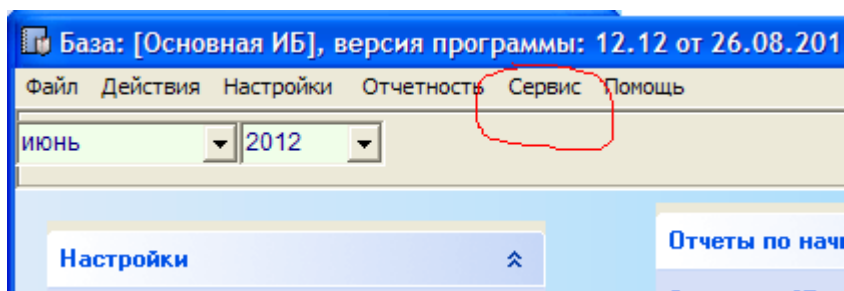 База: [Основная ИБ], версия программы: 12.12 от 26.08.201
Файл Действия Настройки Отчетность Сервис Помощь
июнь 2012
Настройки
Отчеты по нач